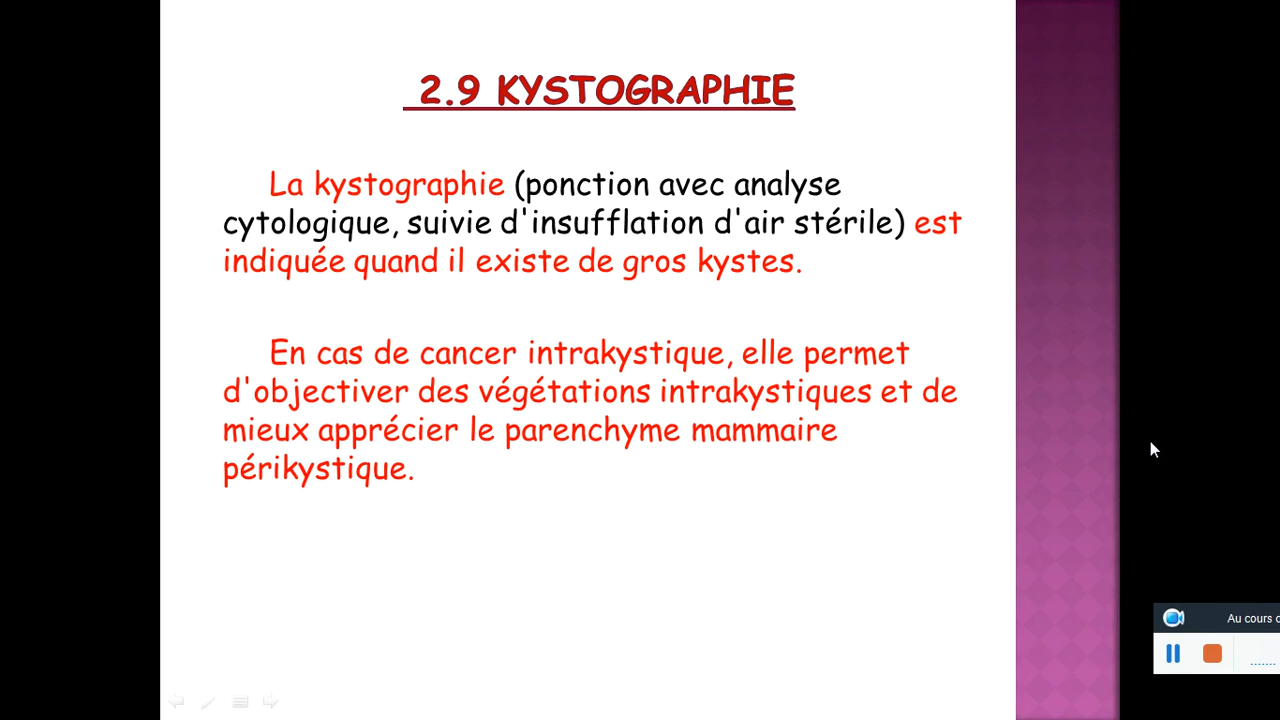 2.9 KYSTOGRAPHIE
La kystographie (ponction avec analyse
cytologique, suivie d'insufflation d'air stérile) est
indiquée quand il existe de gros kystes.
En cas de cancer intrakystique, elle permet
d'objectiver des végétations intrakystiques et de
mieux apprécier le parenchyme mammaire
périkystique.
Au cours